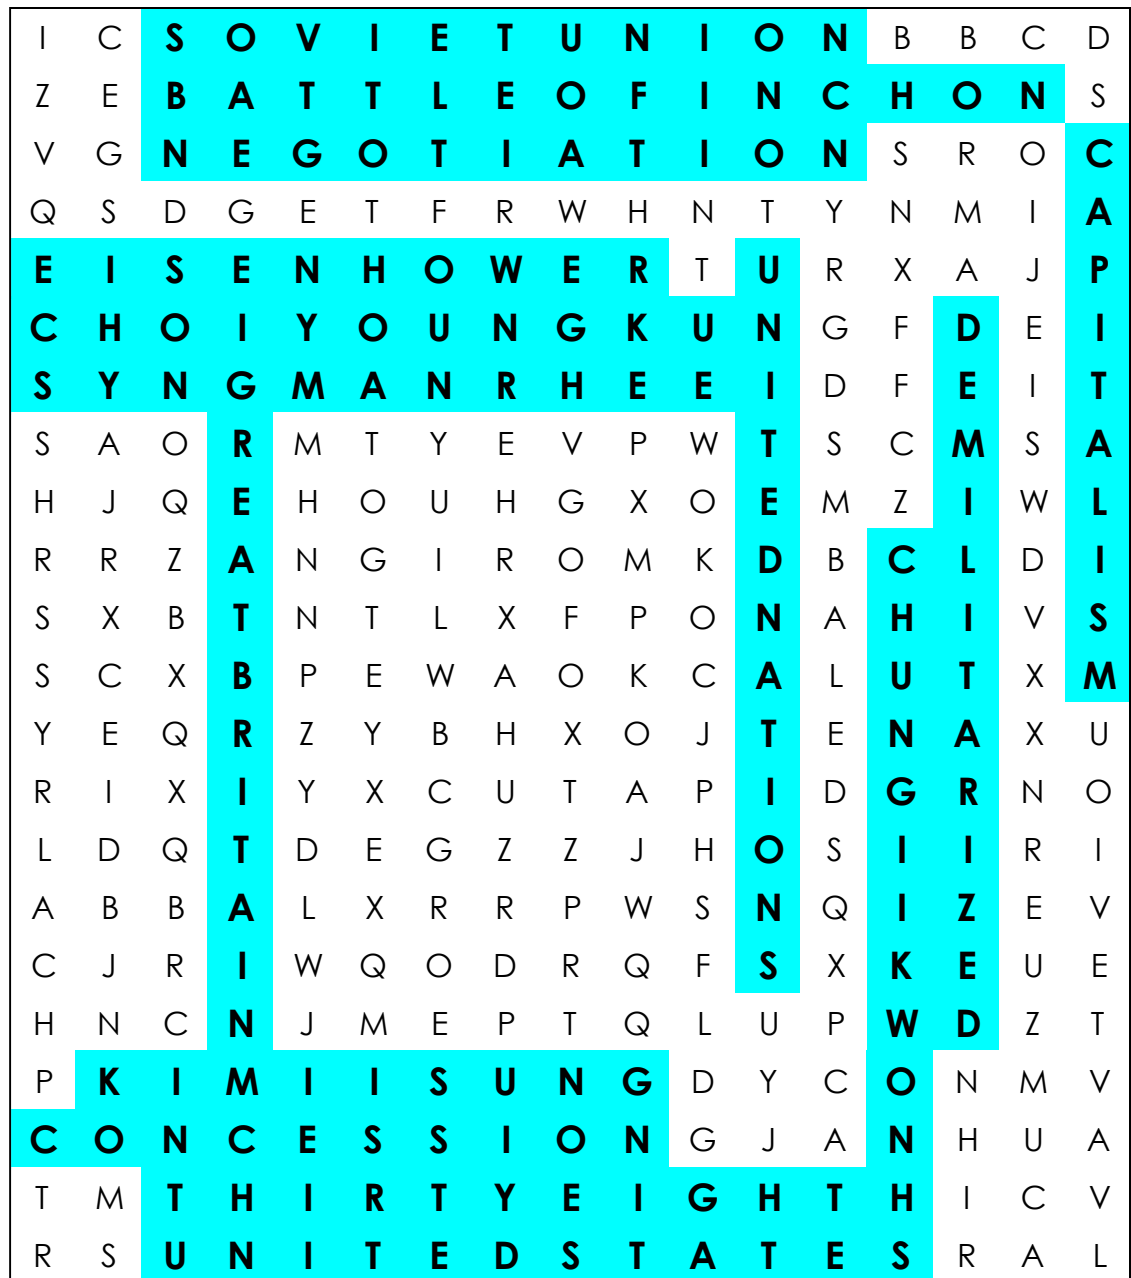 I C S O V I E T U N I O N B B C D
Z E B A T T L E O F I N C H O N S
V G N E G O T I A T I O N S R O C
Q S D G E T F R W H N T Y N M I A
E I S E N H O W E R T U R X A J P
C H O I Y O U N G K U N G F D E I
S Y N G M A N R H E E I D F E I T
S A O R M T Y E V P W T S C M S A
H J Q E H O U H G X O E M Z I W L
R R Z A N G I R O M K D B C L D I
S X B T N T L X F P O N A H I V S
S C X B P E W A O K C A L U T X M
Y E Q R Z Y B H X O J T E N A X U
R I X I Y X C U T A P I D G R N O
L D Q T D E G Z Z J H O S I I R I
A B B A L X R R P W S N Q I Z E V
C J R I W Q O D R Q F S X K E U E
H N C N J M E P T Q L U P W D Z T
P K I M I I S U N G D Y C O N M V
C O N C E S S I O N G J A N H U A
T M T H I R T Y E I G H T H I C V
R S U N I T E D S T A T E S R A L